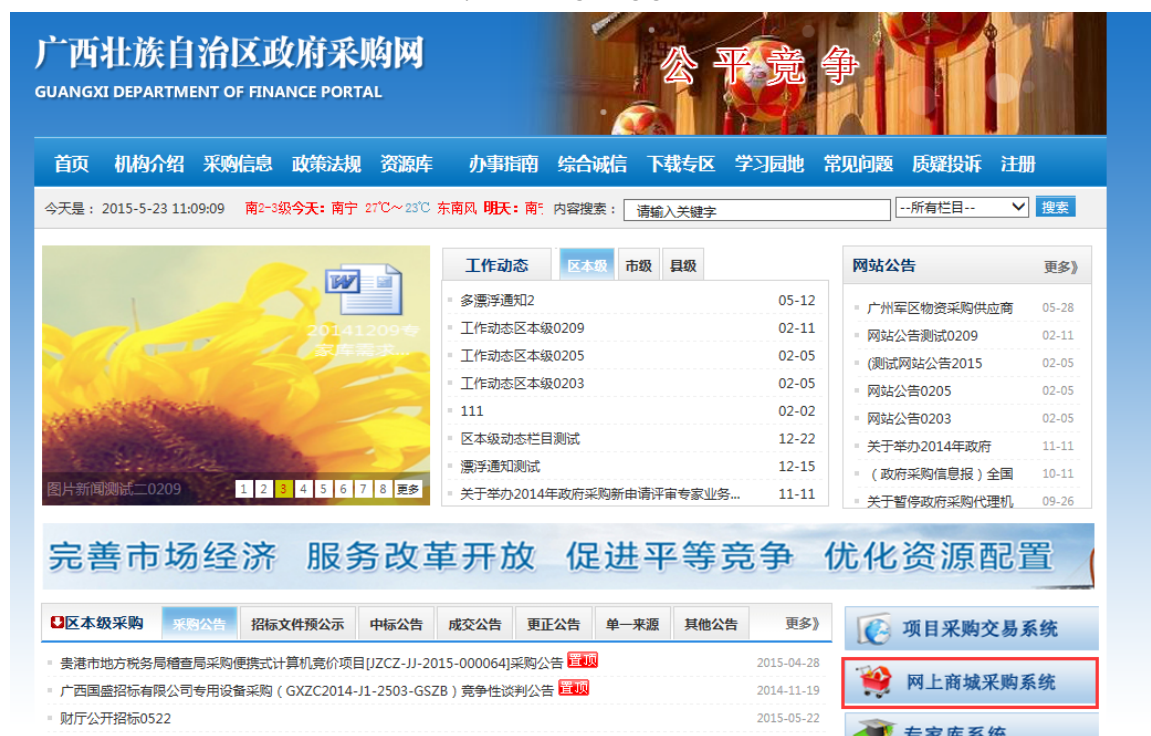 广西壮族自治区政府采购网
GUANGXI DEPARTMENT OF FINANCE PORTAL
公平竞争
首页 机构介绍 采购信息 政策法规 资源库 办事指南 综合诚信 下载专区 学习园地 常见问题 质疑投诉 注册
今天是： 2015-5-23 11:09:09 南2-3级今天：南宁 27℃～23℃ 东南风 明天：南 内容搜索： 请输入关键字 --所有栏目-- 搜索
工作动态 区本级 市级 县级
多漂浮通知2 05-12
工作动态区本级0209 02-11
工作动态区本级0205 02-05
工作动态区本级0203 02-05
111 02-02
区本级动态栏目测试 12-22
漂浮通知测试 12-15
关于举办2014年政府采购新申请评审专家业务... 11-11
20141209专
家库需求...
图片新闻测试二0209 1 2 3 4 5 6 7 8 更多
网站公告 更多》
广州军区物资采购供应商 05-28
网站公告测试0209 02-11
(测试网站公告2015 02-05
网站公告0205 02-05
网站公告0203 02-05
关于举办2014年政府 11-11
（政府采购信息报）全国 10-11
关于暂停政府采购代理机 09-26
完善市场经济 服务改革开放 促进平等竞争 优化资源配置
区本级采购 采购公告 招标文件预公示 中标公告 成交公告 更正公告 单一来源 其他公告 更多》
贵港市地方税务局稽查局采购便携式计算机竞价项目[JZCZ-JJ-2015-000064]采购公告 置顶 2015-04-28
广西国盛招标有限公司专用设备采购（GXZC2014-J1-2503-GSZB）竞争性谈判公告 置顶 2014-11-19
财厅公开招标0522 2015-05-22
项目采购交易系统
网上商城采购系统
专家库系统